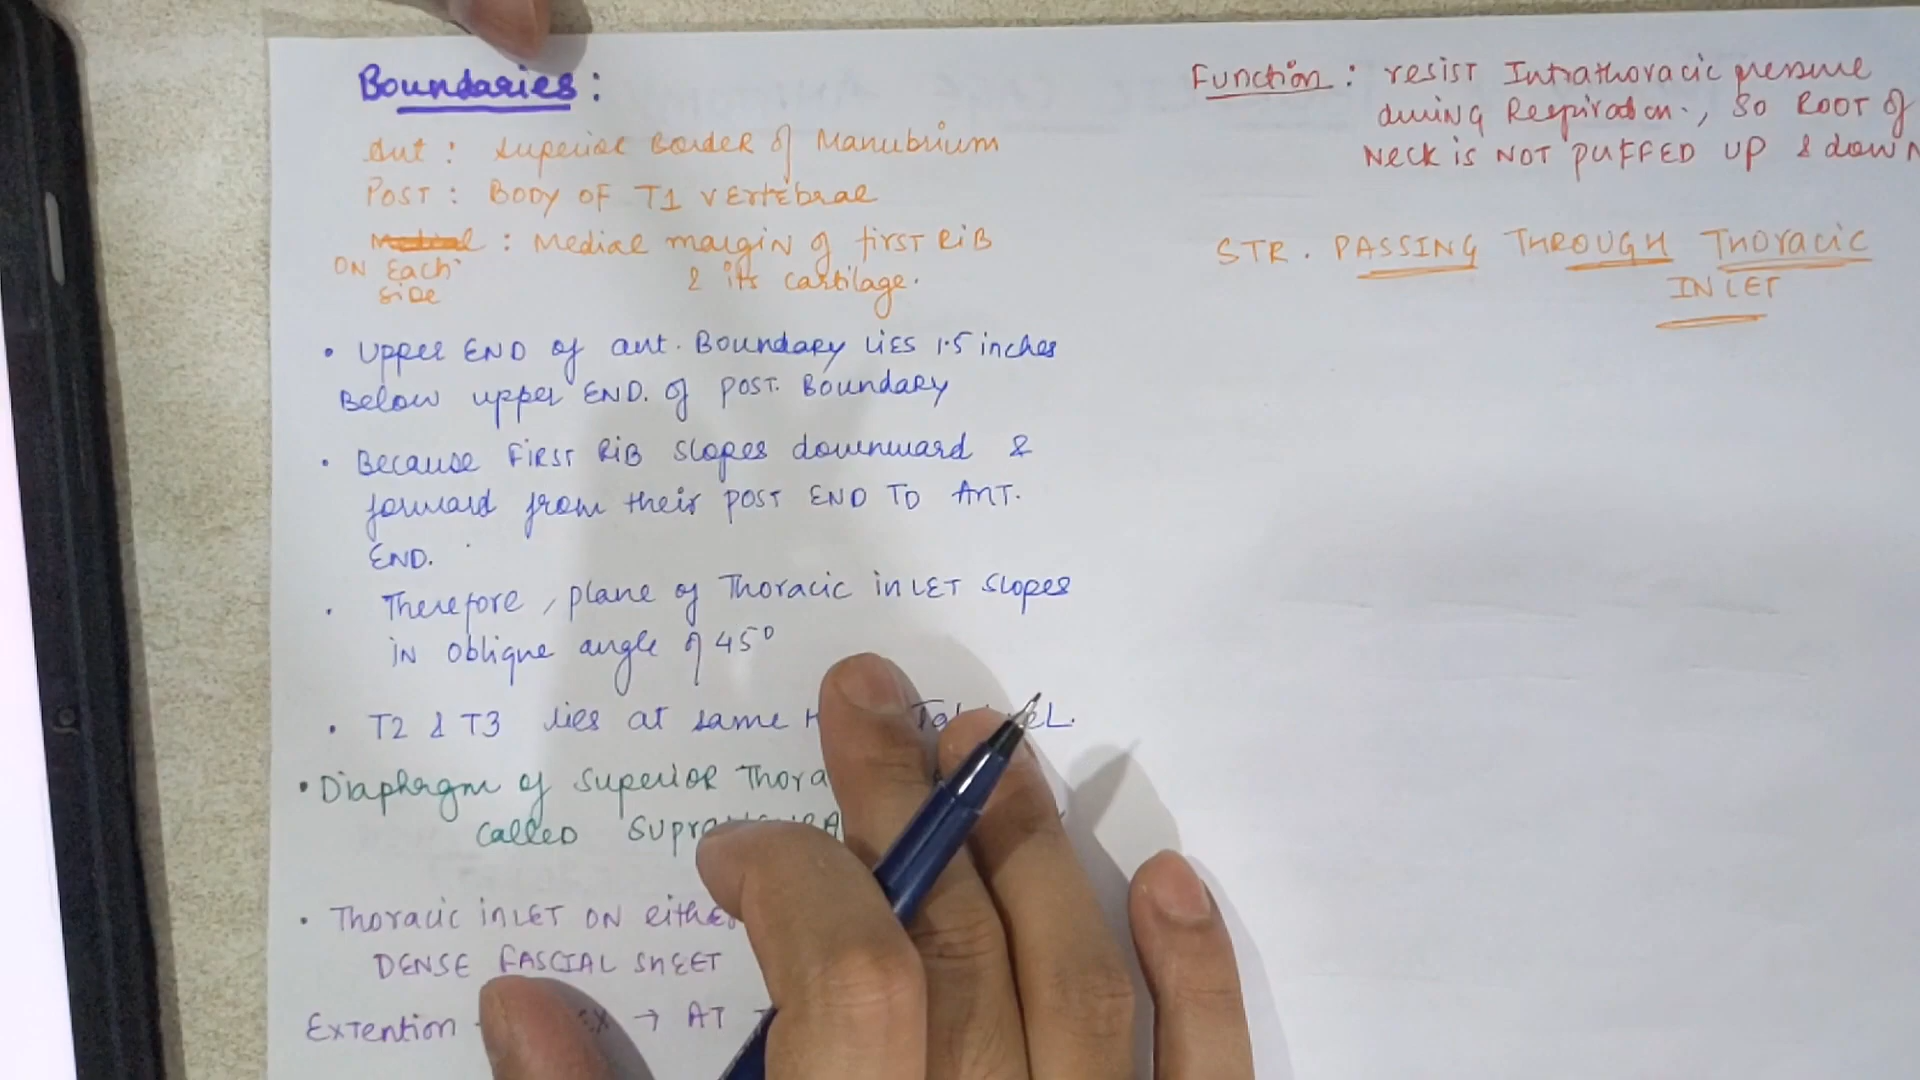 Boundaries:
Ant: Superior Border of Manubrium
Post: Body of T1 vertebrae
: Medial margin of first Rib
ON Each side
& its cartilage.
• Upper END of ant. Boundary lies 1.5 inches
Below upper END. of post. Boundary
• Because First Rib slopes downward &
forward from their post END TO ANT.
END.
• Therefore, plane of Thoracic inLET slopes
in oblique angle of 45°
• T2 & T3 lies at same
• Diaphragm of superior
called
• Thoracic inLET ON
DENSE FASCIAL SHEET
Extention → AT
Function: resist Intrathoracic pressure
during Respiration., So ROOT of
Neck is NOT puffed up & down
STR. PASSING THROUGH Thoracic
INLET